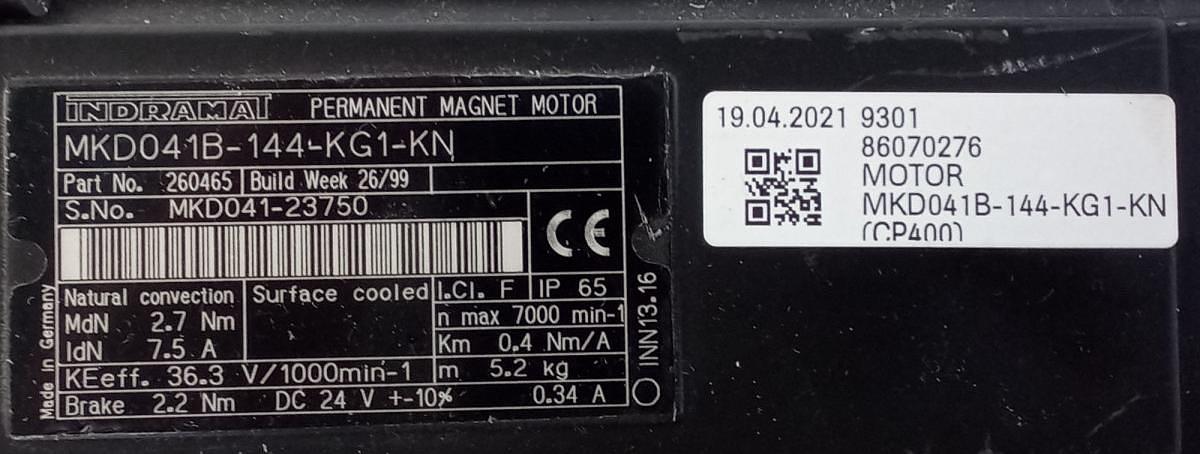 INDRAMAT PERMANENT MAGNET MOTOR
MKD041B-144-KG1-KN
Part No. 260465 Build Week 26/99
S.No. MKD041-23750
CE
Natural convection Surface cooled I.Cl. F IP 65
MdN 2.7 Nm n max 7000 min-1
IdN 7.5 A Km 0.4 Nm/A
KEeff. 36.3 V/1000min-1 m 5.2 kg
Brake 2.2 Nm DC 24 V +-10% 0.34 A
Made in Germany
INN13.16
19.04.2021 9301
86070276
MOTOR
MKD041B-144-KG1-KN
(CP400)